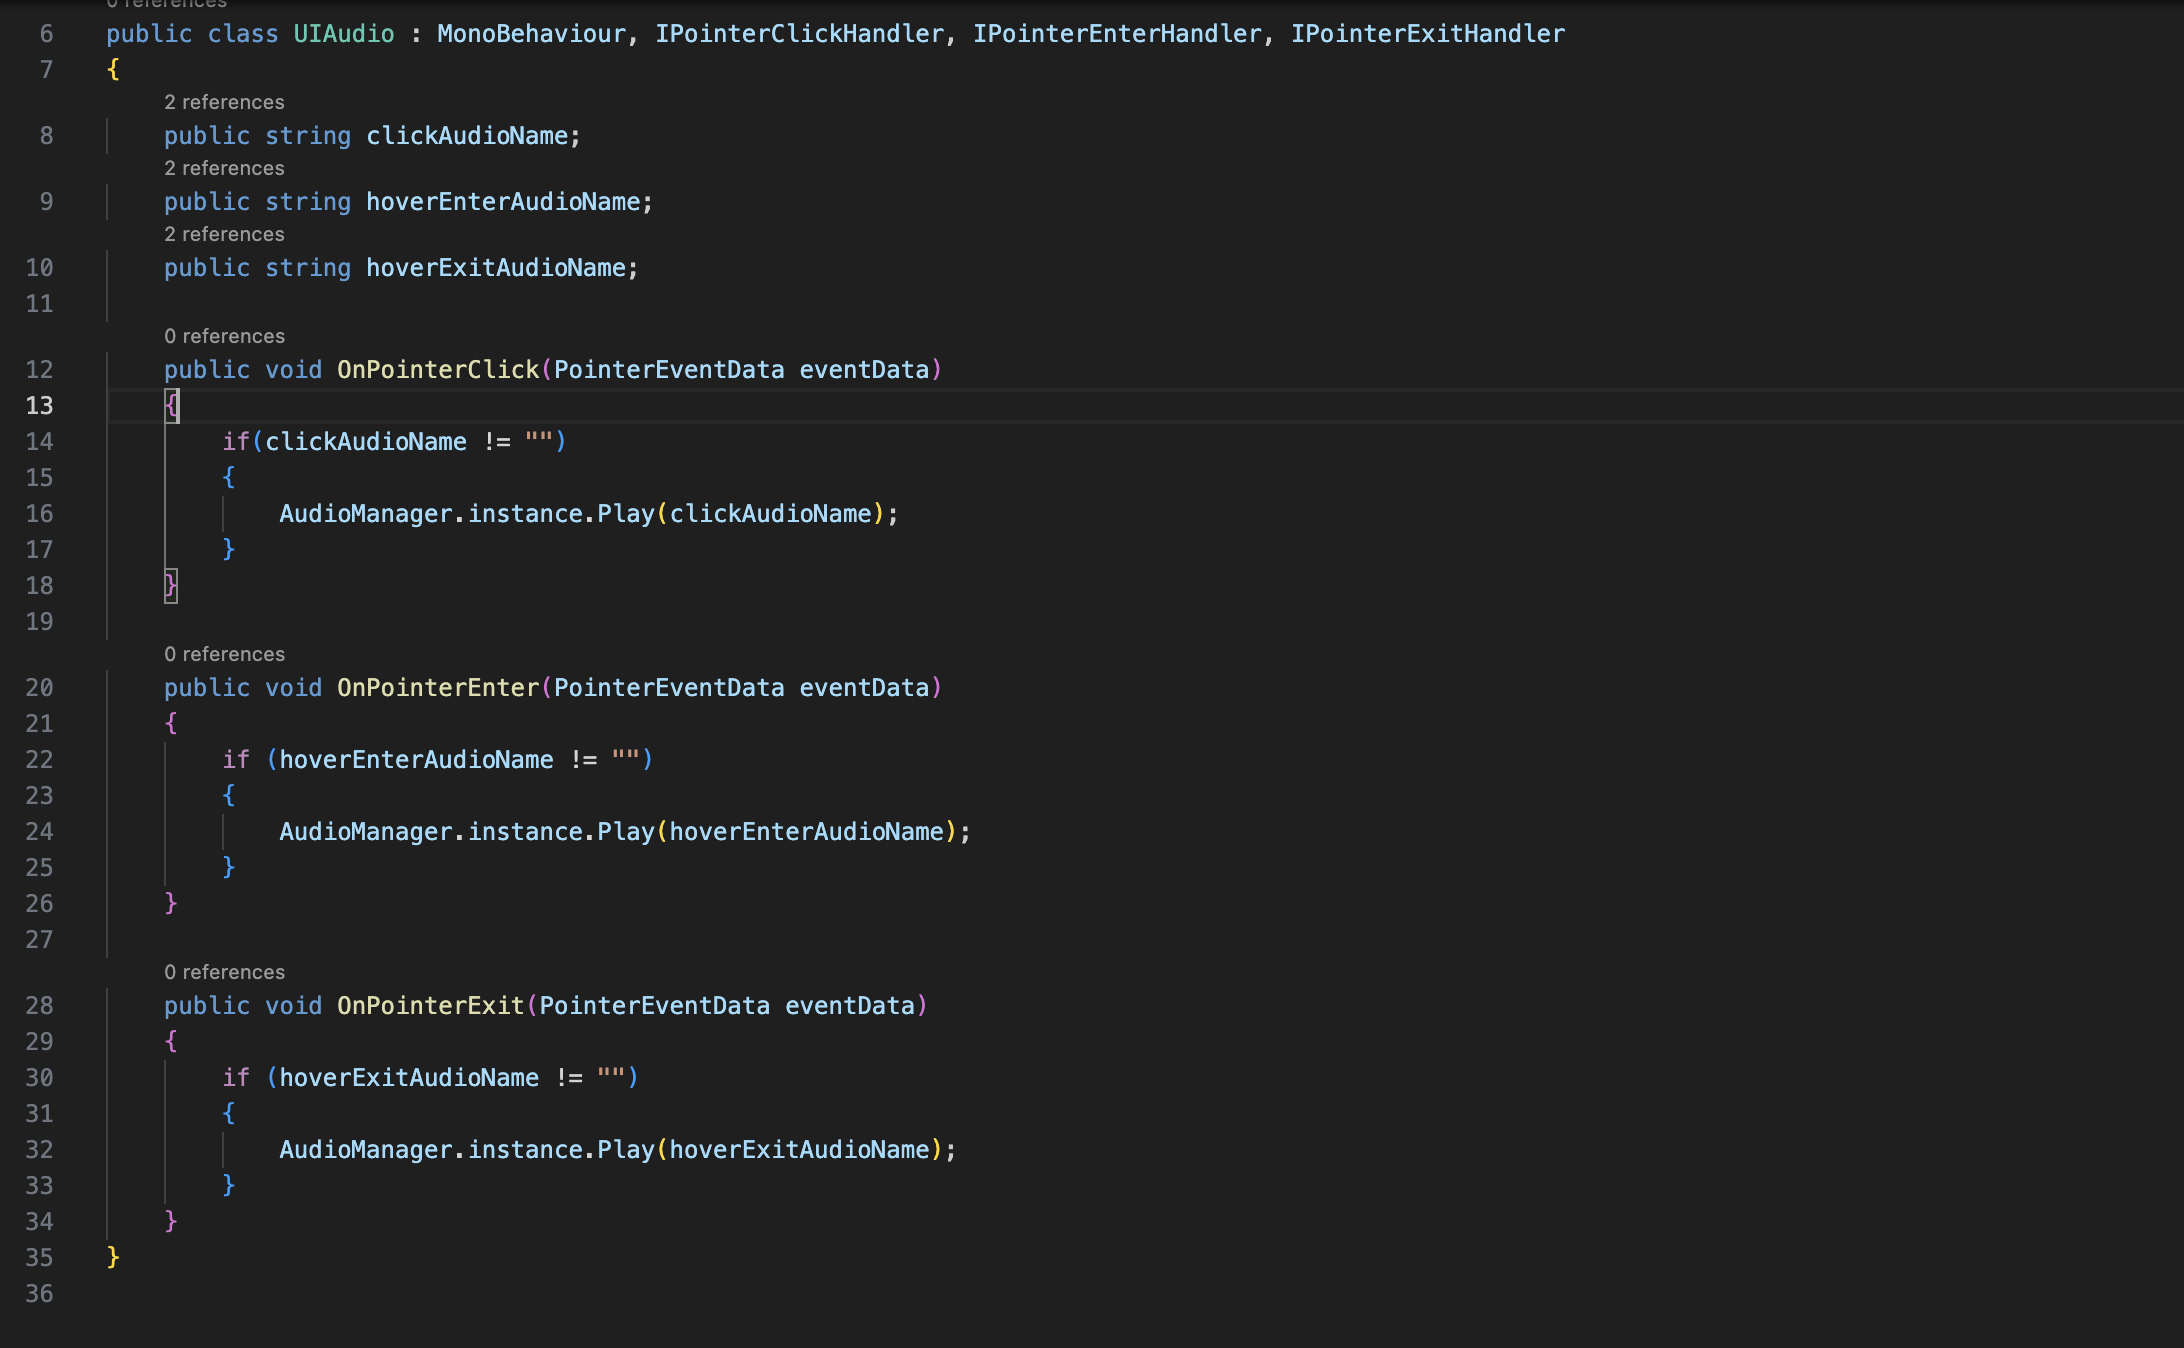 0 references
6 public class UIAudio : MonoBehaviour, IPointerClickHandler, IPointerEnterHandler, IPointerExitHandler
7 {
2 references
8 public string clickAudioName;
2 references
9 public string hoverEnterAudioName;
2 references
10 public string hoverExitAudioName;
11
0 references
12 public void OnPointerClick(PointerEventData eventData)
13 {
14 if(clickAudioName != "")
15 {
16 AudioManager.instance.Play(clickAudioName);
17 }
18 }
19
0 references
20 public void OnPointerEnter(PointerEventData eventData)
21 {
22 if (hoverEnterAudioName != "")
23 {
24 AudioManager.instance.Play(hoverEnterAudioName);
25 }
26 }
27
0 references
28 public void OnPointerExit(PointerEventData eventData)
29 {
30 if (hoverExitAudioName != "")
31 {
32 AudioManager.instance.Play(hoverExitAudioName);
33 }
34 }
35 }
36